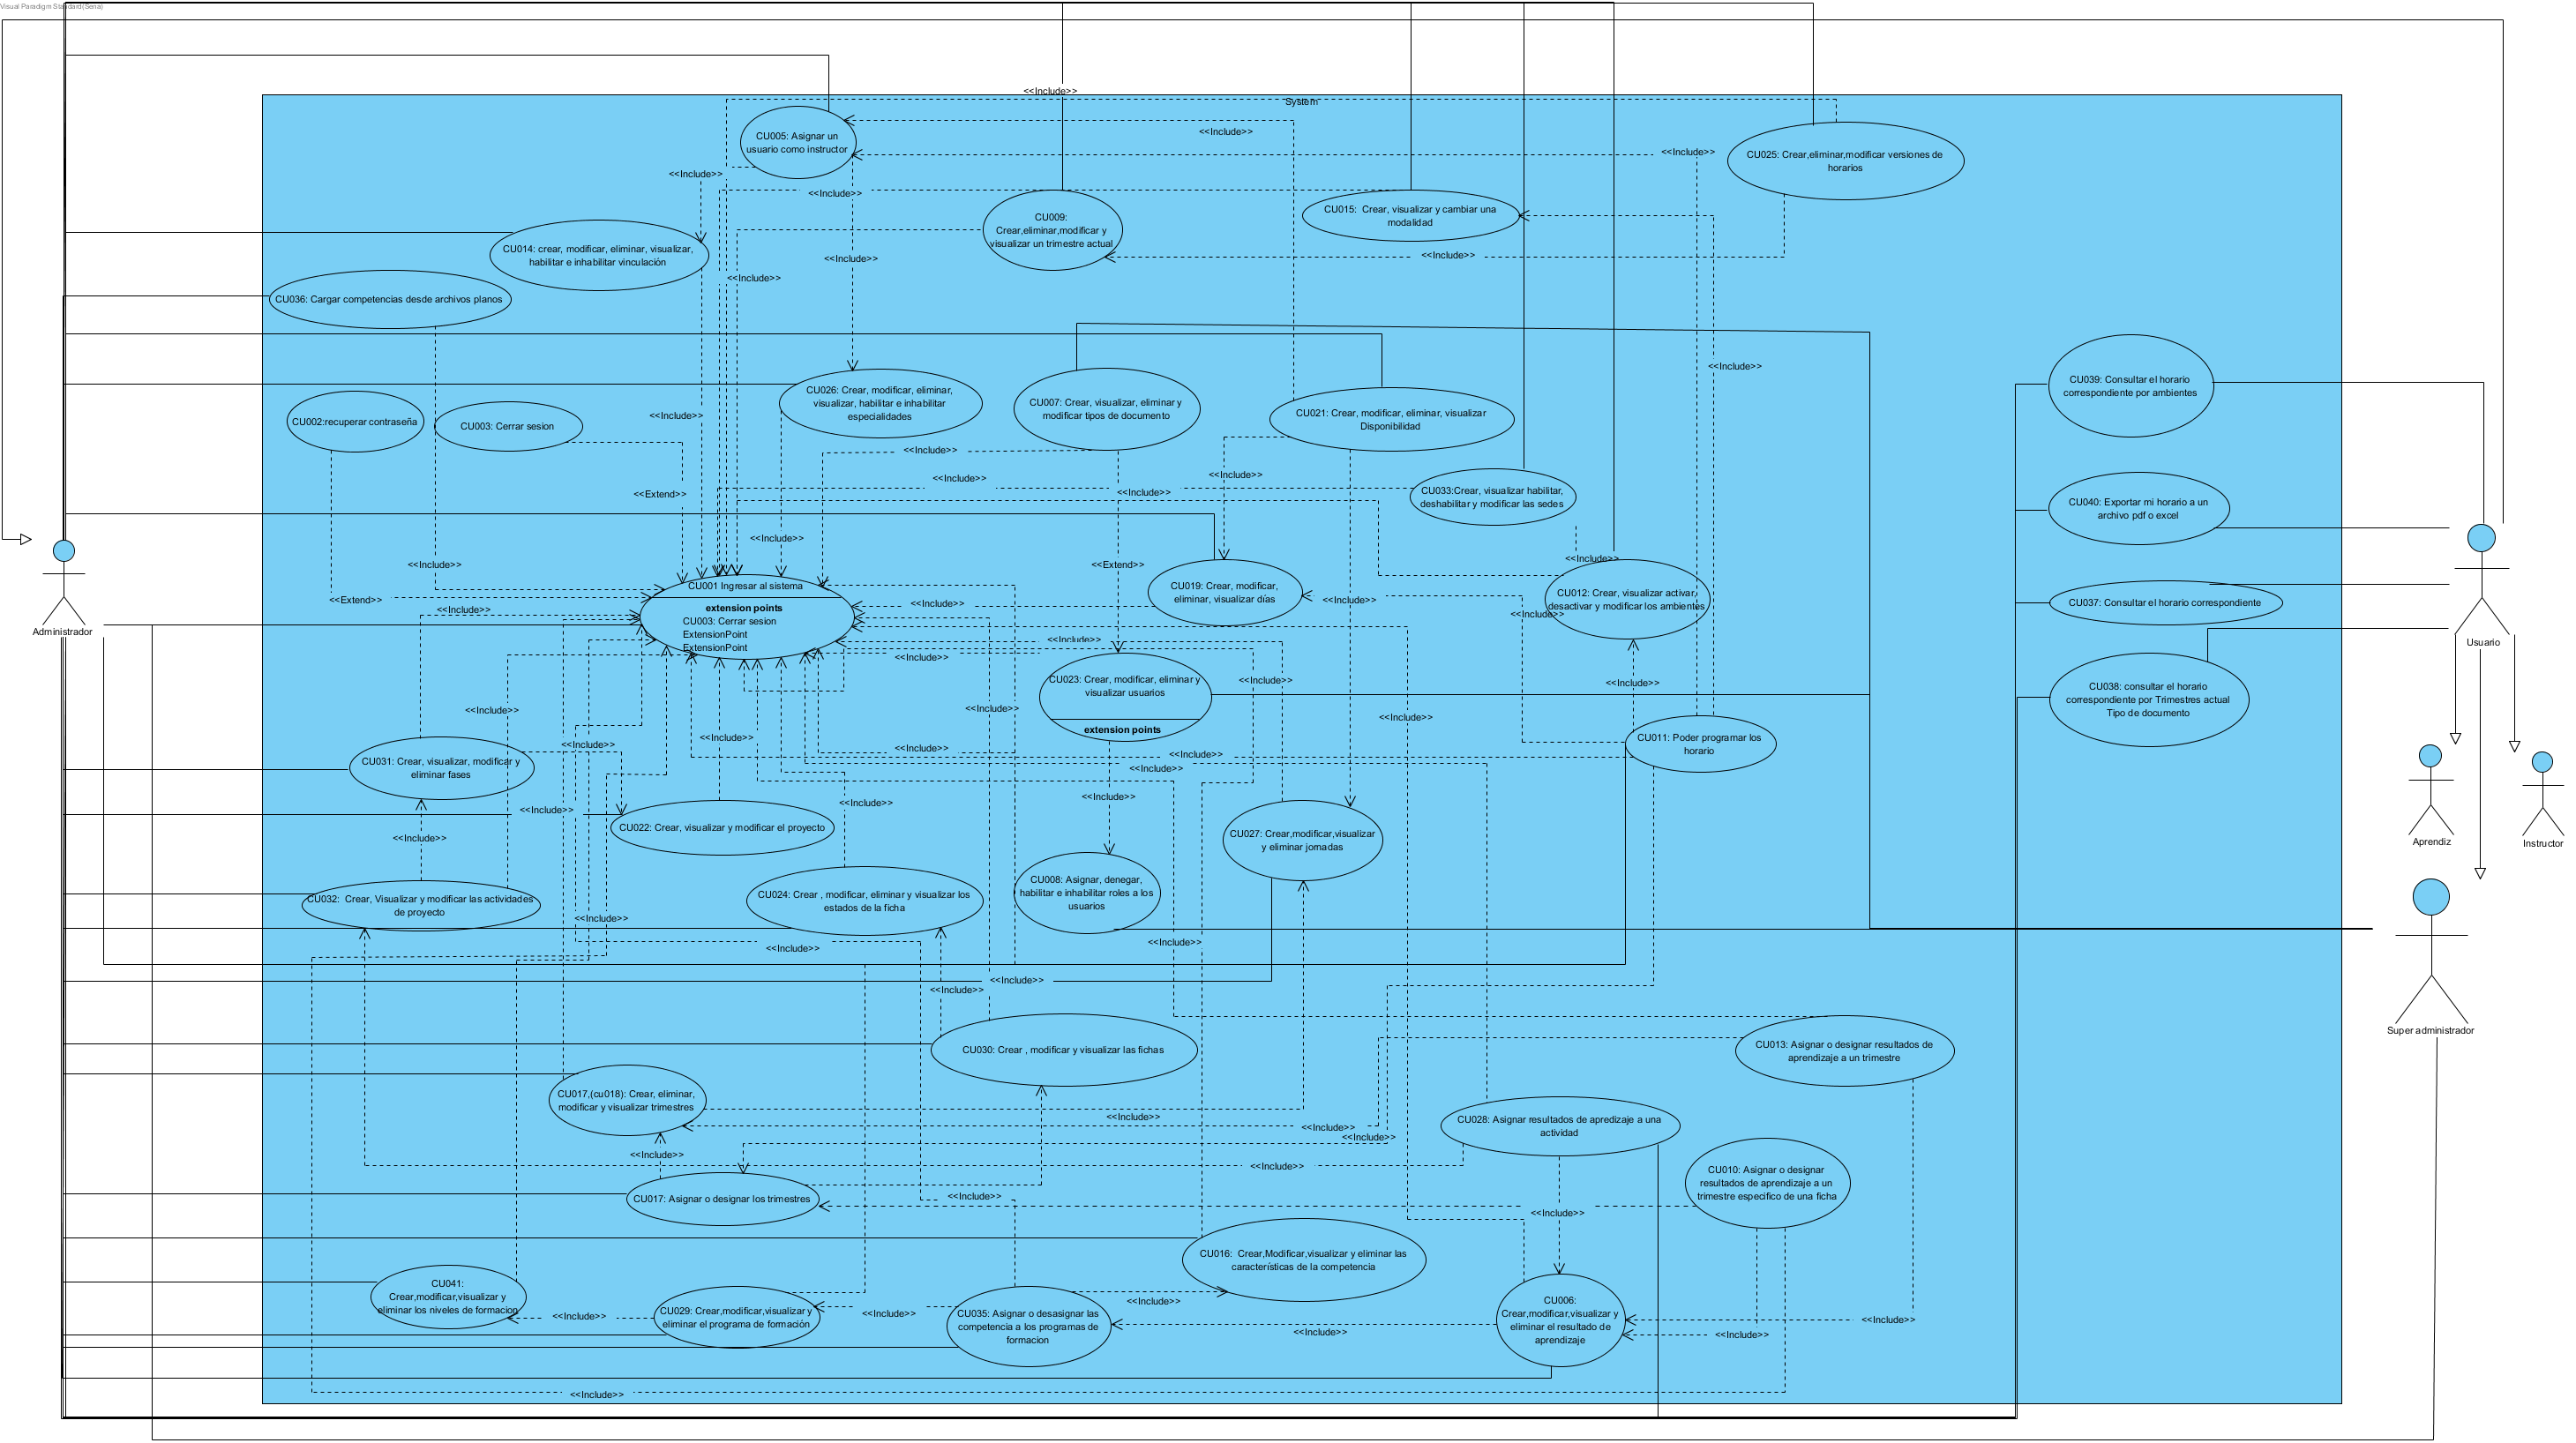 Visual Paradigm Standard(Sena)
<<Include>>
System
CU005: Asignar un
usuario como instructor
<<Include>>
<<Include>>
CU025: Crear,eliminar,modificar versiones de
horarios
<<Include>>
<<Include>>
CU009:
Crear,eliminar,modificar y
visualizar un trimestre actual
CU015:  Crear, visualizar y cambiar una
modalidad
CU014: crear, modificar, eliminar, visualizar,
habilitar e inhabilitar vinculación
<<Include>>
<<Include>>
<<Include>>
CU036: Cargar competencias desde archivos planos
<<Include>>
CU039: Consultar el horario
correspondiente por ambientes
CU026: Crear, modificar, eliminar,
visualizar, habilitar e inhabilitar
especialidades
CU007: Crear, visualizar, eliminar y
modificar tipos de documento
CU021: Crear, modificar, eliminar, visualizar
Disponibilidad
<<Include>>
CU002:recuperar contraseña
CU003: Cerrar sesion
<<Include>>
<<Include>>
<<Include>>
<<Extend>>
<<Include>>
CU033:Crear, visualizar habilitar,
deshabilitar y modificar las sedes
CU040: Exportar mi horario a un
archivo pdf o excel
<<Include>>
<<Include>>
<<Include>>
<<Extend>>
CU001 Ingresar al sistema
extension points
CU003: Cerrar sesion
ExtensionPoint
ExtensionPoint
CU019: Crear, modificar,
eliminar, visualizar días
CU012: Crear, visualizar activar,
desactivar y modificar los ambientes
<<Extend>>
<<Include>>
<<Include>>
<<Include>>
<<Include>>
CU037: Consultar el horario correspondiente
Administrador
Usuario
<<Include>>
<<Include>>
CU023: Crear, modificar, eliminar y
visualizar usuarios
extension points
<<Include>>
<<Include>>
CU038: consultar el horario
correspondiente por Trimestres actual
Tipo de documento
<<Include>>
<<Include>>
<<Include>>
<<Include>>
<<Include>>
<<Include>>
<<Include>>
<<Include>>
CU011: Poder programar los
horario
CU031: Crear, visualizar, modificar y
eliminar fases
<<Include>>
<<Include>>
<<Include>>
<<Include>>
CU022: Crear, visualizar y modificar el proyecto
<<Include>>
CU027: Crear,modificar,visualizar
y eliminar jornadas
Aprendiz
Instructor
CU032:  Crear, Visualizar y modificar las actividades
de proyecto
CU024: Crear , modificar, eliminar y visualizar los
estados de la ficha
CU008: Asignar, denegar,
habilitar e inhabilitar roles a los
usuarios
<<Include>>
<<Include>>
<<Include>>
<<Include>>
<<Include>>
Super administrador
CU030: Crear , modificar y visualizar las fichas
CU013: Asignar o designar resultados de
aprendizaje a un trimestre
CU017,(cu018): Crear, eliminar,
modificar y visualizar trimestres
<<Include>>
<<Include>>
<<Include>>
CU028: Asignar resultados de apredizaje a una
actividad
<<Include>>
<<Include>>
CU010: Asignar o designar
resultados de aprendizaje a un
trimestre especifico de una ficha
CU017: Asignar o designar los trimestres
<<Include>>
<<Include>>
CU016:  Crear,Modificar,visualizar y eliminar las
características de la competencia
CU041:
Crear,modificar,visualizar y
eliminar los niveles de formacion
<<Include>>
CU029: Crear,modificar,visualizar y
eliminar el programa de formación
<<Include>>
CU035: Asignar o desasignar las
competencia a los programas de
formacion
<<Include>>
<<Include>>
CU006:
Crear,modificar,visualizar y
eliminar el resultado de
aprendizaje
<<Include>>
<<Include>>
<<Include>>